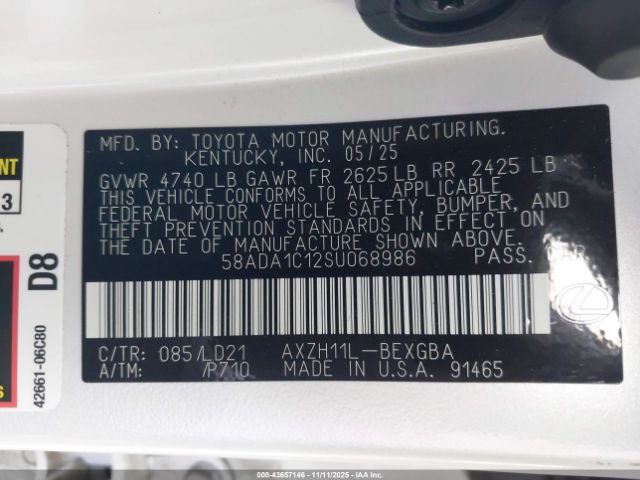 MFD. BY: TOYOTA MOTOR MANUFACTURING.
KENTUCKY, INC. 05/25
GVWR 4740 LB GAWR FR 2625 LB RR 2425 LB
THIS VEHICLE CONFORMS TO ALL APPLICABLE
FEDERAL MOTOR VEHICLE SAFETY, BUMPER, AND
THEFT PREVENTION STANDARDS IN EFFECT ON
THE DATE OF MANUFACTURE SHOWN ABOVE.
58ADA1C12SU068986 PASS. CAR
C/TR: 085/LD21 AXZH11L-BEXGBA
A/TM: /P710 MADE IN U.S.A. 91465
D8
42661-06C80
3
000-43657146 - 11/11/2025 - IAAI.COM